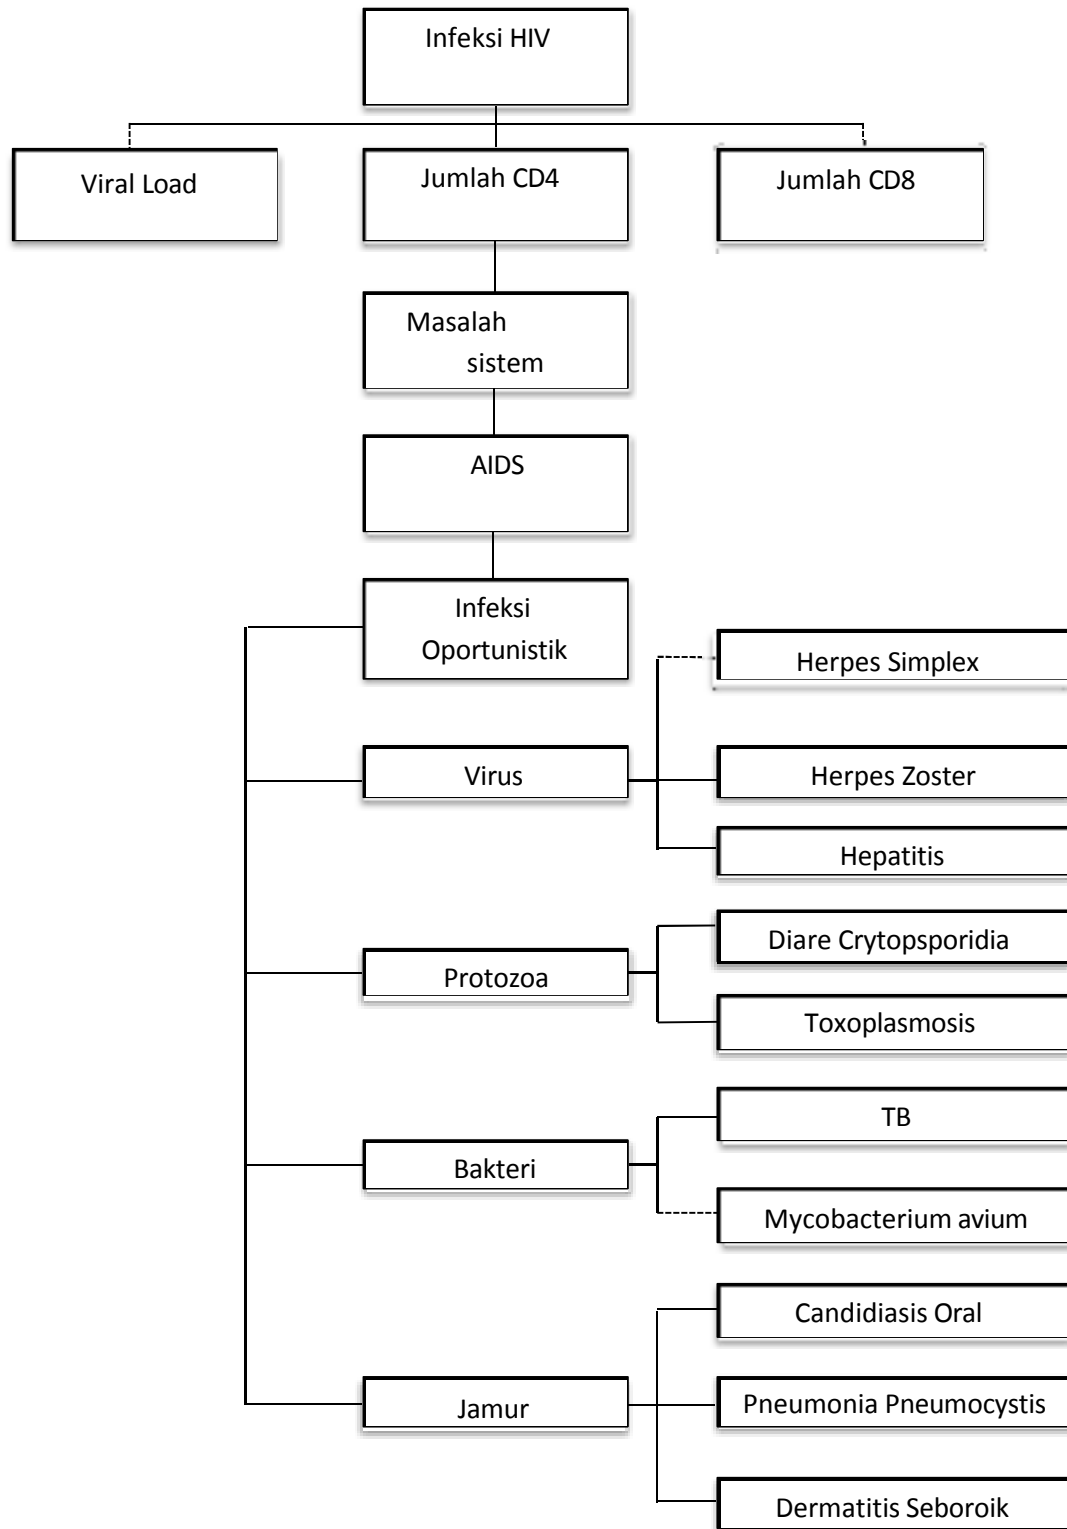 Infeksi HIV
Viral Load
Jumlah CD4
Jumlah CD8
Masalah
sistem
AIDS
Infeksi
Oportunistik
Herpes Simplex
Virus
Herpes Zoster
Hepatitis
Diare Crytopsporidia
Protozoa
Toxoplasmosis
TB
Bakteri
Mycobacterium avium
Candidiasis Oral
Jamur
Pneumonia Pneumocystis
Dermatitis Seboroik